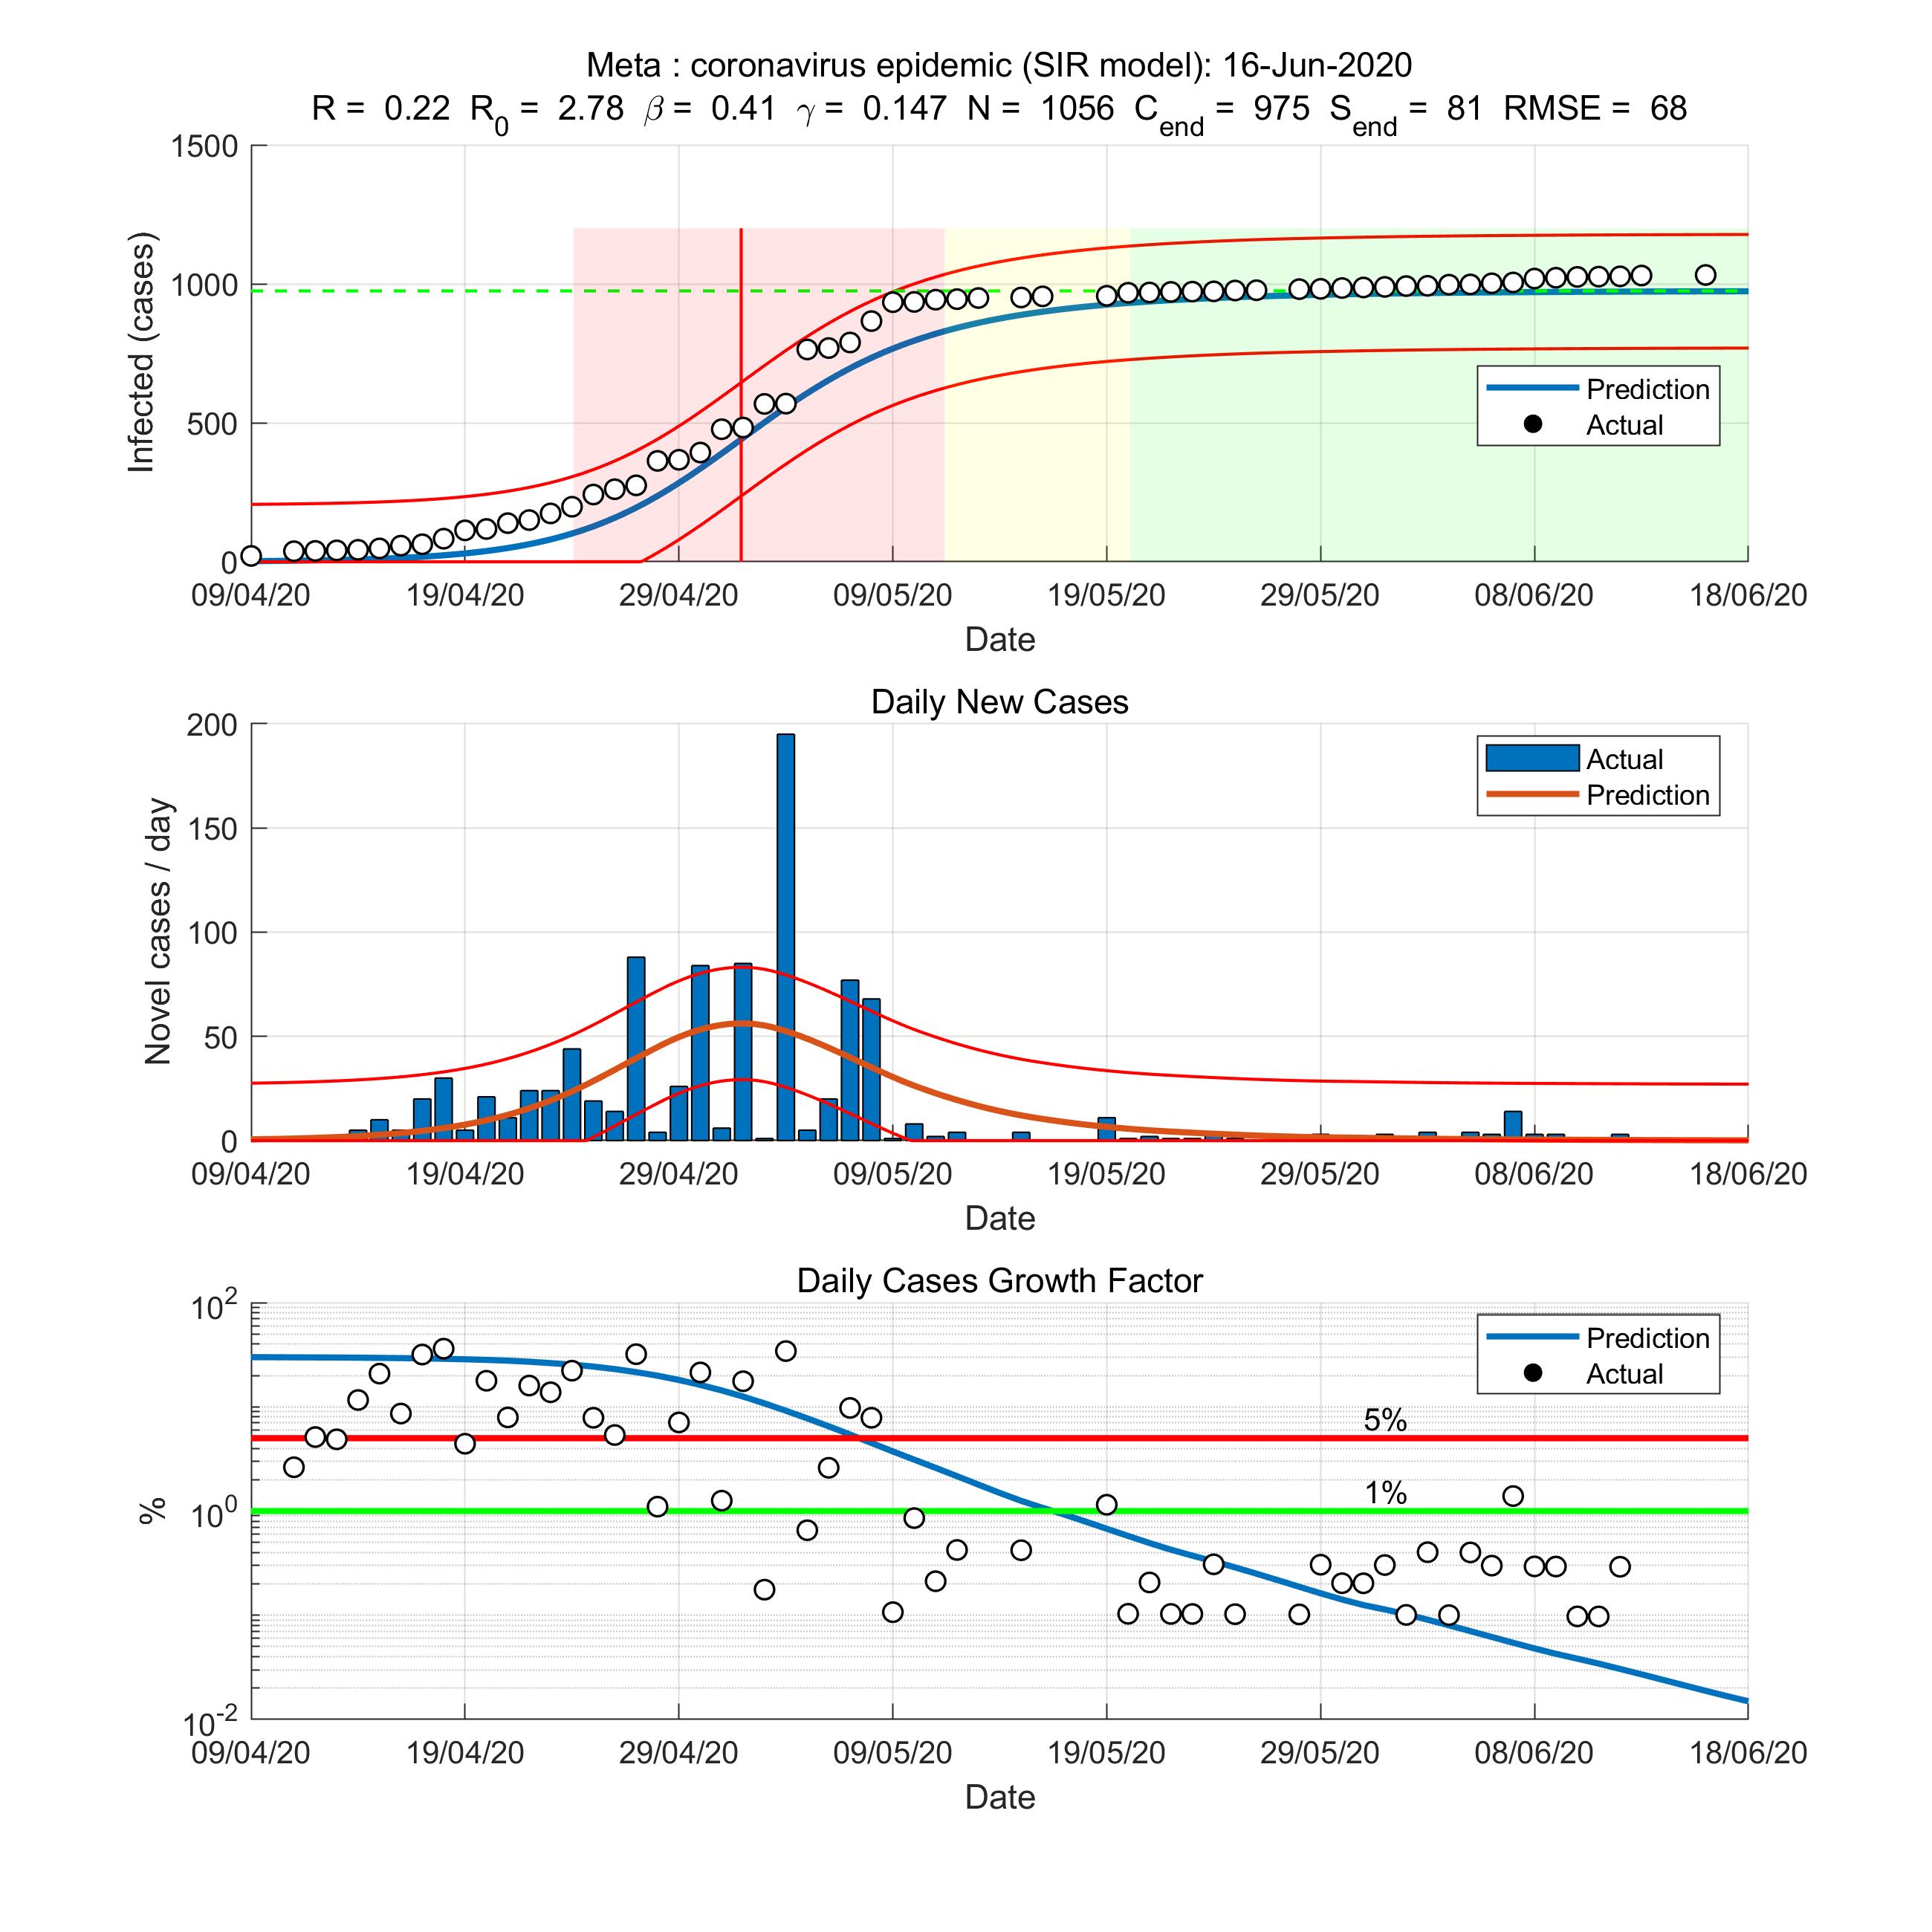 Meta : coronavirus epidemic (SIR model): 16-Jun-2020
R = 0.22 R0 = 2.78 β = 0.41 γ = 0.147 N = 1056 Cend = 975 Send = 81 RMSE = 68
1500
1000
500
0
Infected (cases)
Prediction
Actual
09/04/20 19/04/20 29/04/20 09/05/20 19/05/20 29/05/20 08/06/20 18/06/20
Date
Daily New Cases
200
150
100
50
0
Novel cases / day
Actual
Prediction
09/04/20 19/04/20 29/04/20 09/05/20 19/05/20 29/05/20 08/06/20 18/06/20
Date
Daily Cases Growth Factor
10^2
10^0
10^-2
%
Prediction
Actual
5%
1%
09/04/20 19/04/20 29/04/20 09/05/20 19/05/20 29/05/20 08/06/20 18/06/20
Date